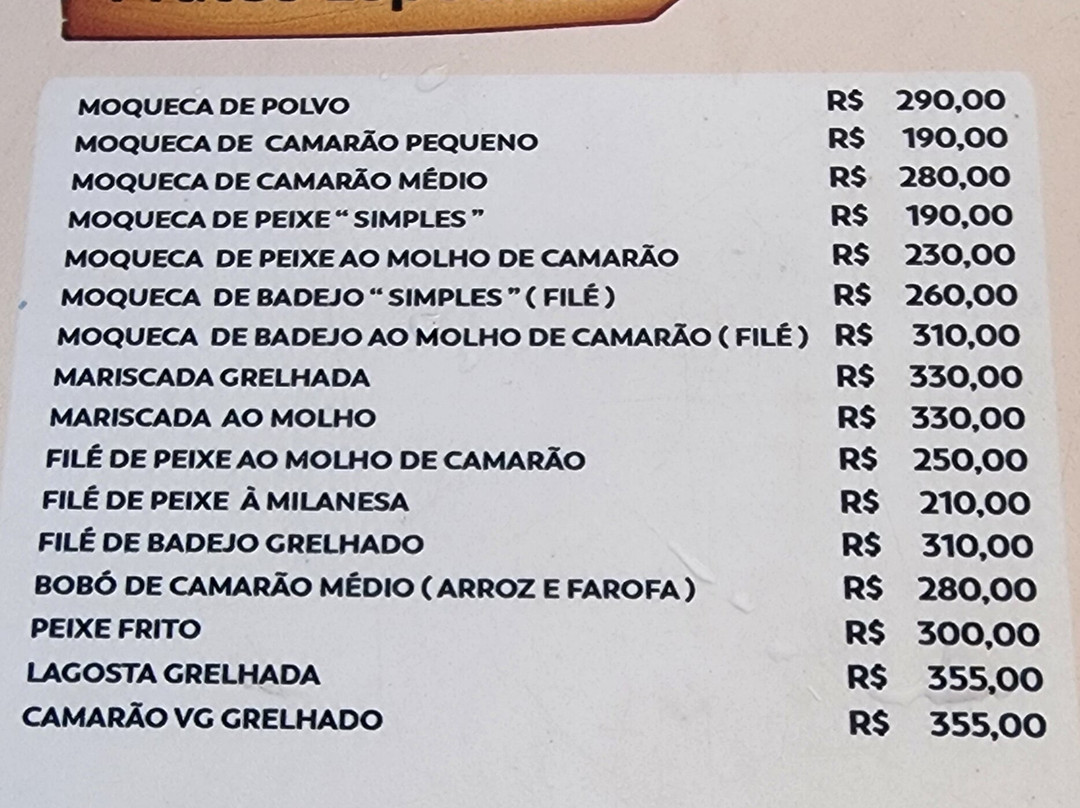 MOQUECA DE POLVO R$ 290,00
MOQUECA DE CAMARÃO PEQUENO R$ 190,00
MOQUECA DE CAMARÃO MÉDIO R$ 280,00
MOQUECA DE PEIXE “ SIMPLES ” R$ 190,00
MOQUECA DE PEIXE AO MOLHO DE CAMARÃO R$ 230,00
MOQUECA DE BADEJO “ SIMPLES ” ( FILÉ ) R$ 260,00
MOQUECA DE BADEJO AO MOLHO DE CAMARÃO ( FILÉ ) R$ 310,00
MARISCADA GRELHADA R$ 330,00
MARISCADA AO MOLHO R$ 330,00
FILÉ DE PEIXE AO MOLHO DE CAMARÃO R$ 250,00
FILÉ DE PEIXE À MILANESA R$ 210,00
FILÉ DE BADEJO GRELHADO R$ 310,00
BOBÓ DE CAMARÃO MÉDIO ( ARROZ E FAROFA ) R$ 280,00
PEIXE FRITO R$ 300,00
LAGOSTA GRELHADA R$ 355,00
CAMARÃO VG GRELHADO R$ 355,00